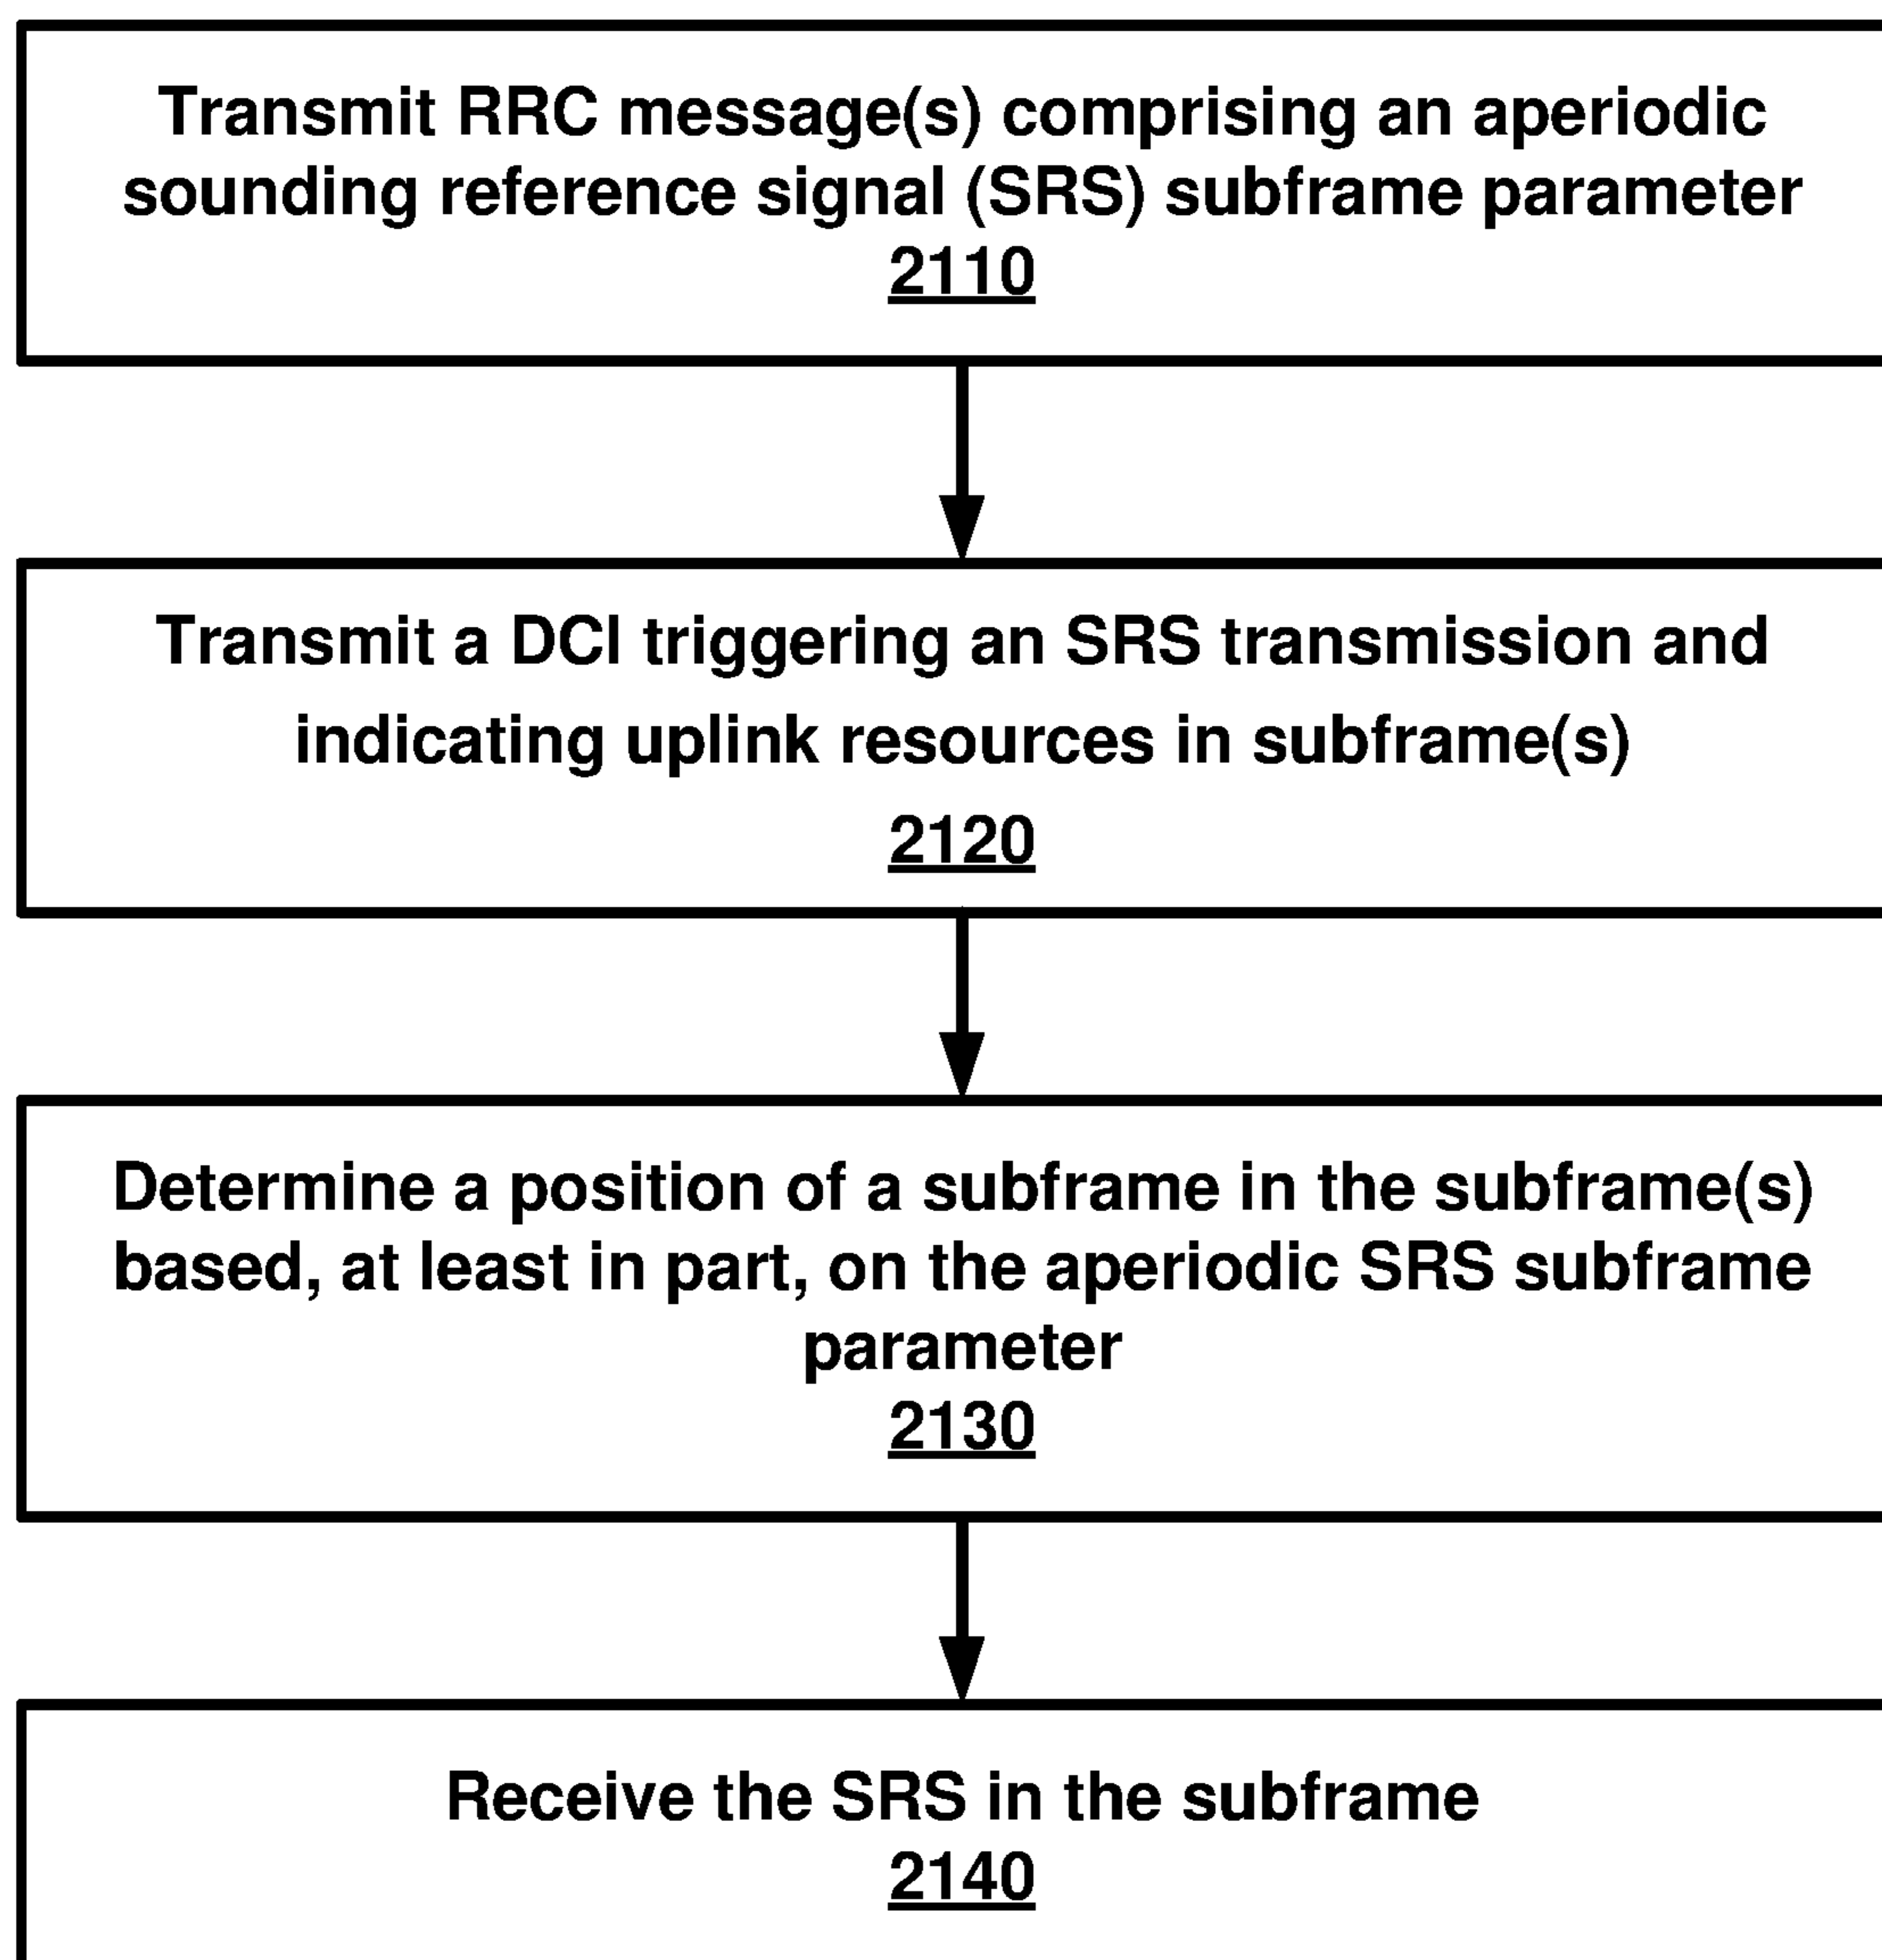 Transmit RRC message(s) comprising an aperiodic
sounding reference signal (SRS) subframe parameter
2110
Transmit a DCI triggering an SRS transmission and
indicating uplink resources in subframe(s)
2120
Determine a position of a subframe in the subframe(s)
based, at least in part, on the aperiodic SRS subframe
parameter
2130
Receive the SRS in the subframe
2140